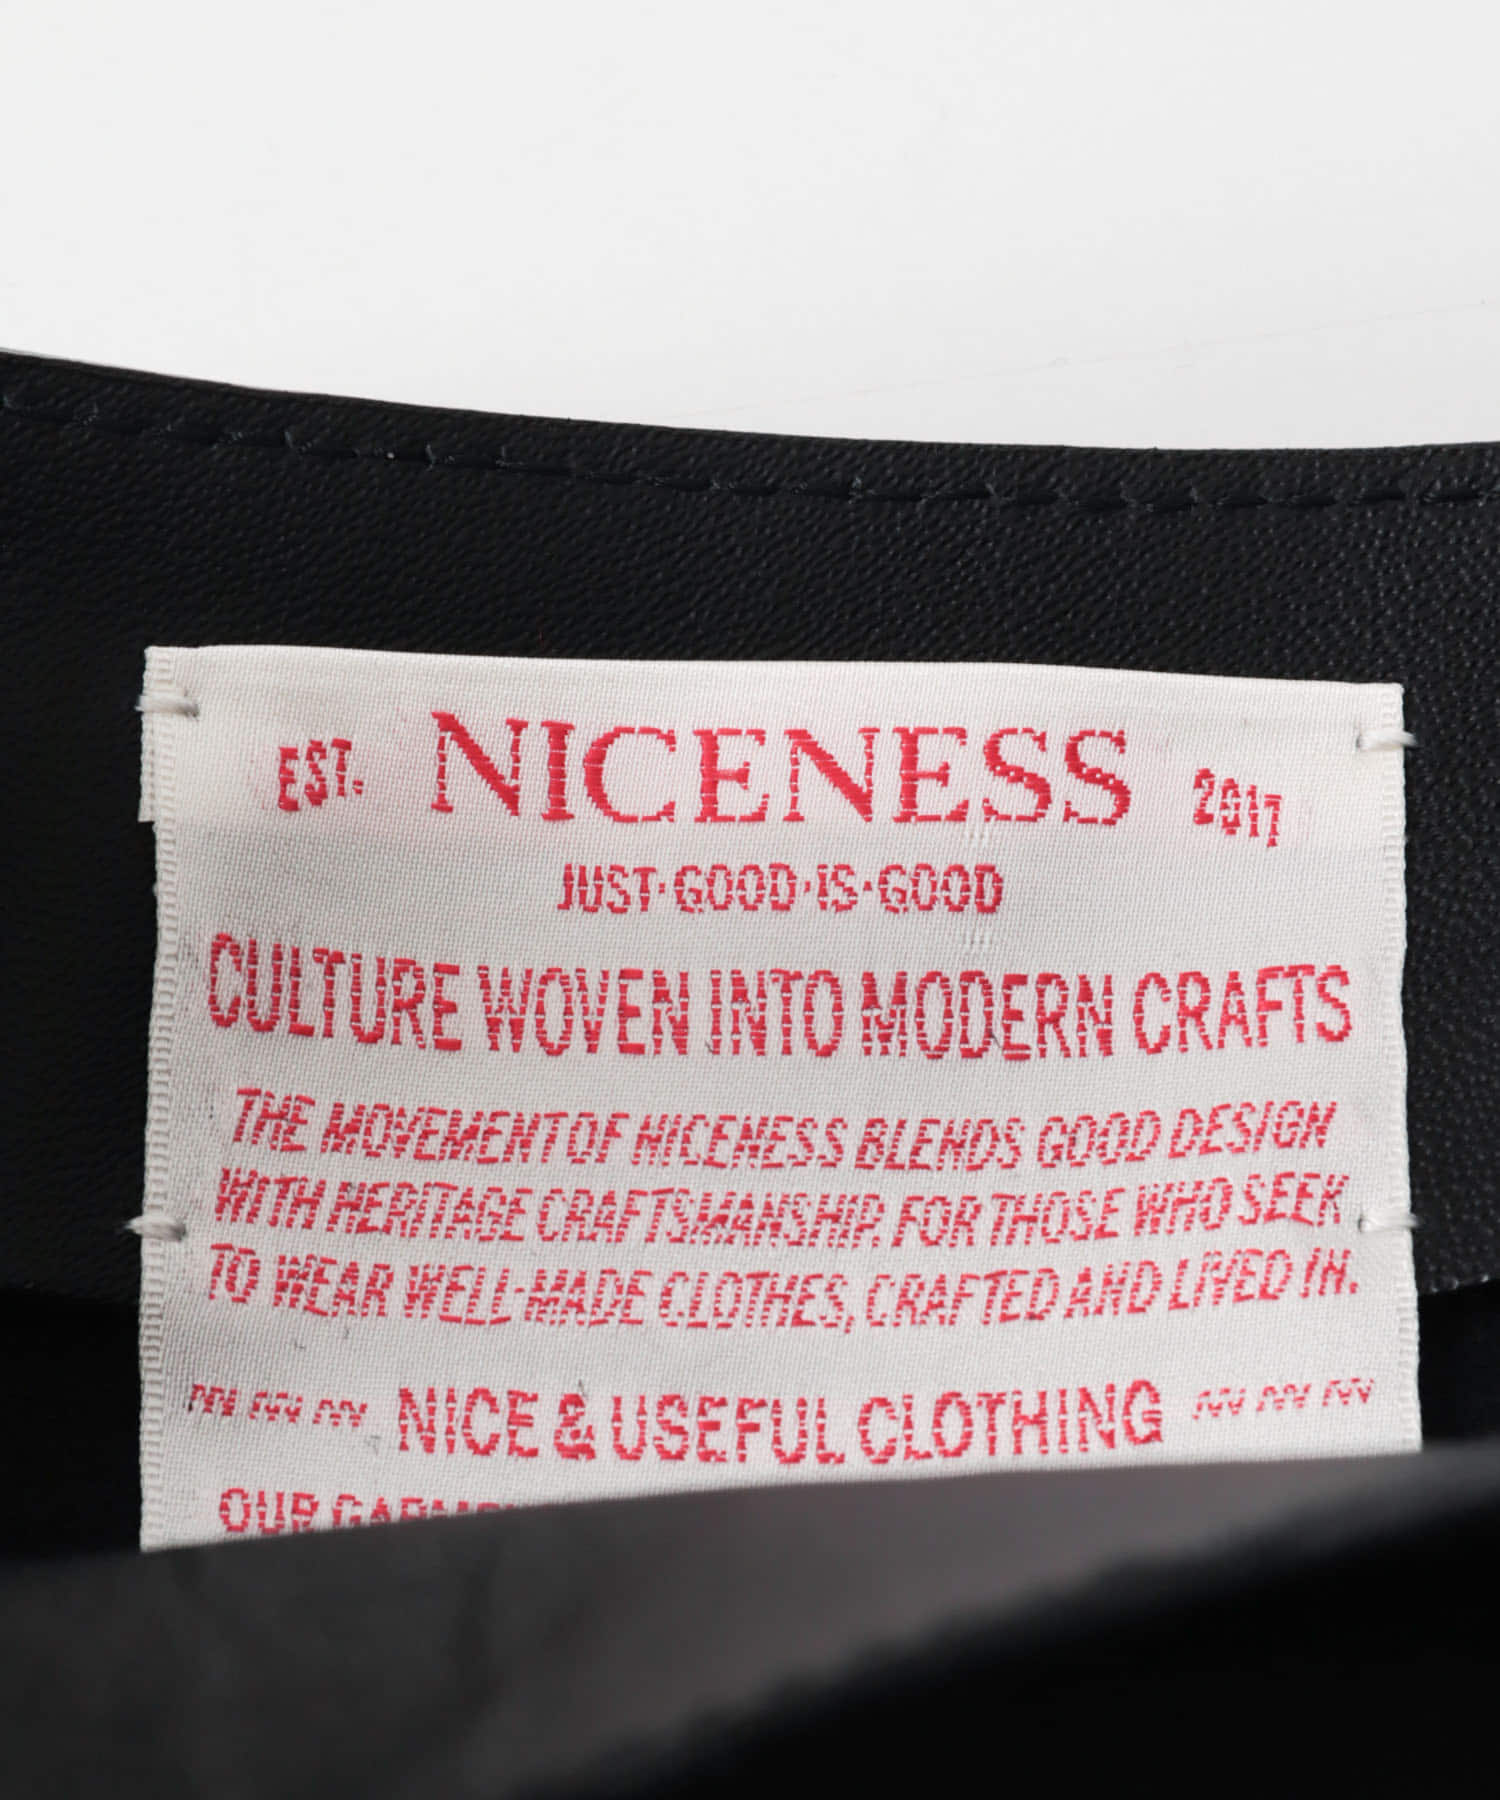 EST. NICENESS 2017
JUST·GOOD·IS·GOOD
CULTURE WOVEN INTO MODERN CRAFTS
THE MOVEMENT OF NICENESS BLENDS GOOD DESIGN
WITH HERITAGE CRAFTSMANSHIP. FOR THOSE WHO SEEK
TO WEAR WELL-MADE CLOTHES, CRAFTED AND LIVED IN.
NICE & USEFUL CLOTHING
OUR